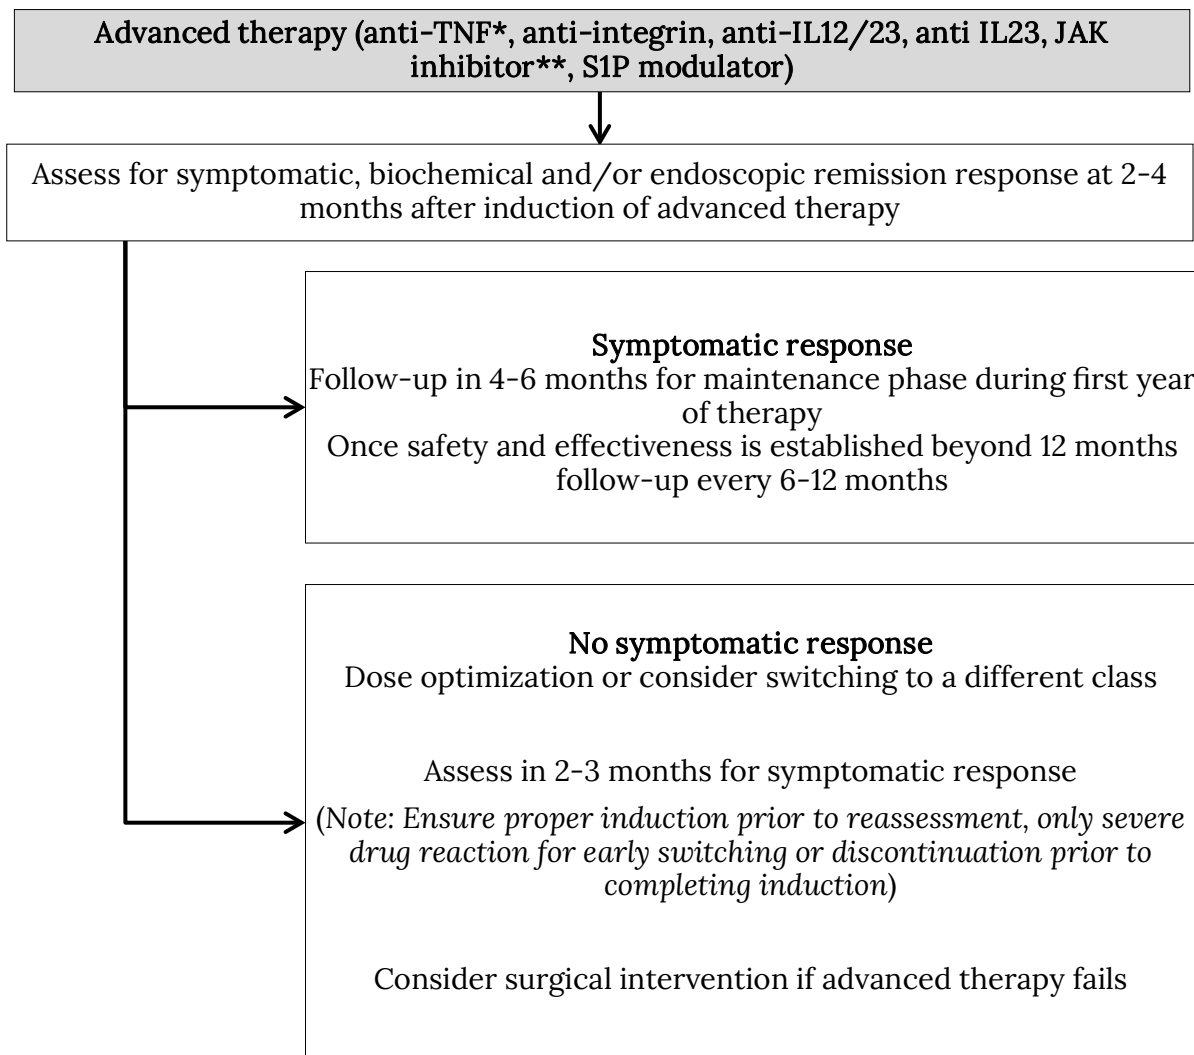 Advanced therapy (anti-TNF*, anti-integrin, anti-IL12/23, anti IL23, JAK
inhibitor**, S1P modulator)
Assess for symptomatic, biochemical and/or endoscopic remission response at 2-4
months after induction of advanced therapy
Symptomatic response
Follow-up in 4-6 months for maintenance phase during first year
of therapy
Once safety and effectiveness is established beyond 12 months
follow-up every 6-12 months
No symptomatic response
Dose optimization or consider switching to a different class
Assess in 2-3 months for symptomatic response
(Note: Ensure proper induction prior to reassessment, only severe
drug reaction for early switching or discontinuation prior to
completing induction)
Consider surgical intervention if advanced therapy fails